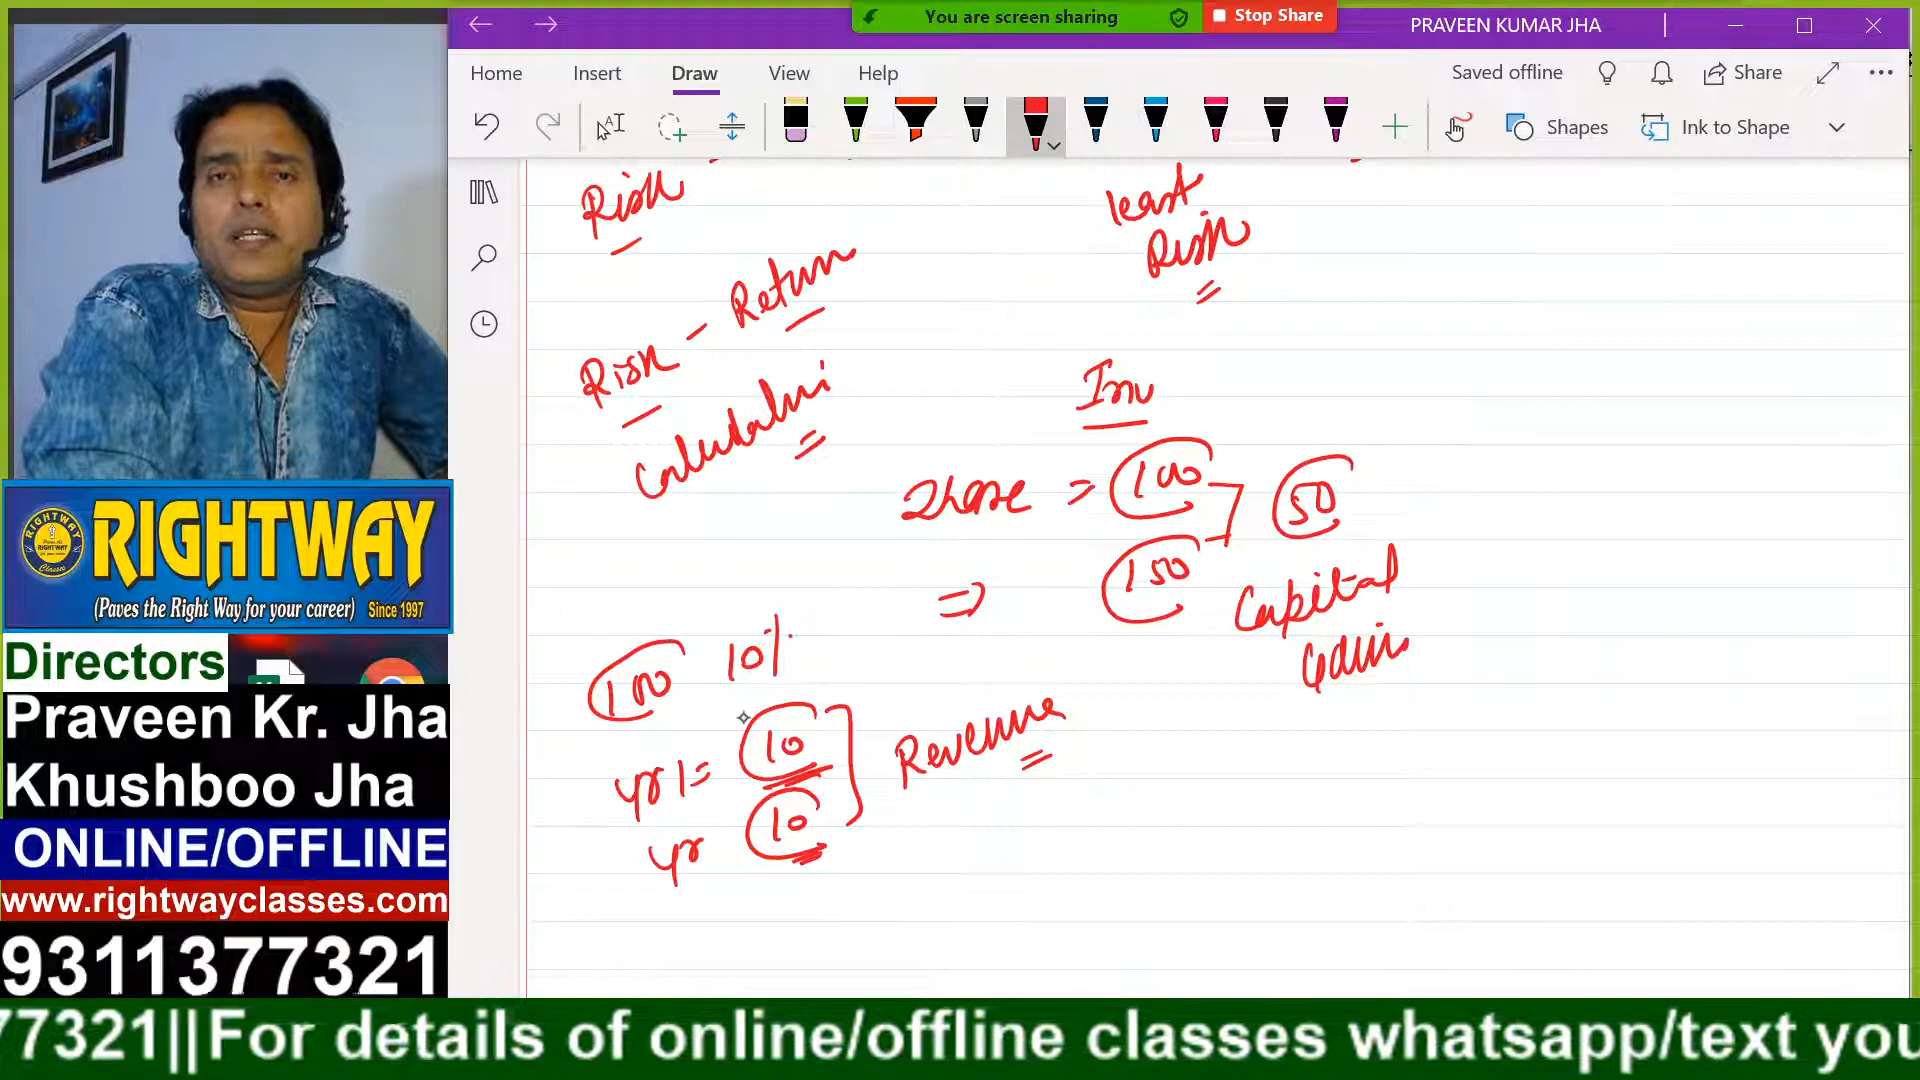 You are screen sharing
Stop Share
PRAVEEN KUMAR JHA
Home Insert Draw View Help
Saved offline
Share
Shapes
Ink to Shape
Risk
least
Risk
Risk - Return
Inv
Share = 100
50
⇒ 150
Capital
Gain
100 10%
yr 1 = 10
Revenue
yr 10
RIGHTWAY
(Paves the Right Way for your career) Since 1997
Directors
Praveen Kr. Jha
Khushboo Jha
ONLINE/OFFLINE
www.rightwayclasses.com
9311377321
77321||For details of online/offline classes whatsapp/text you